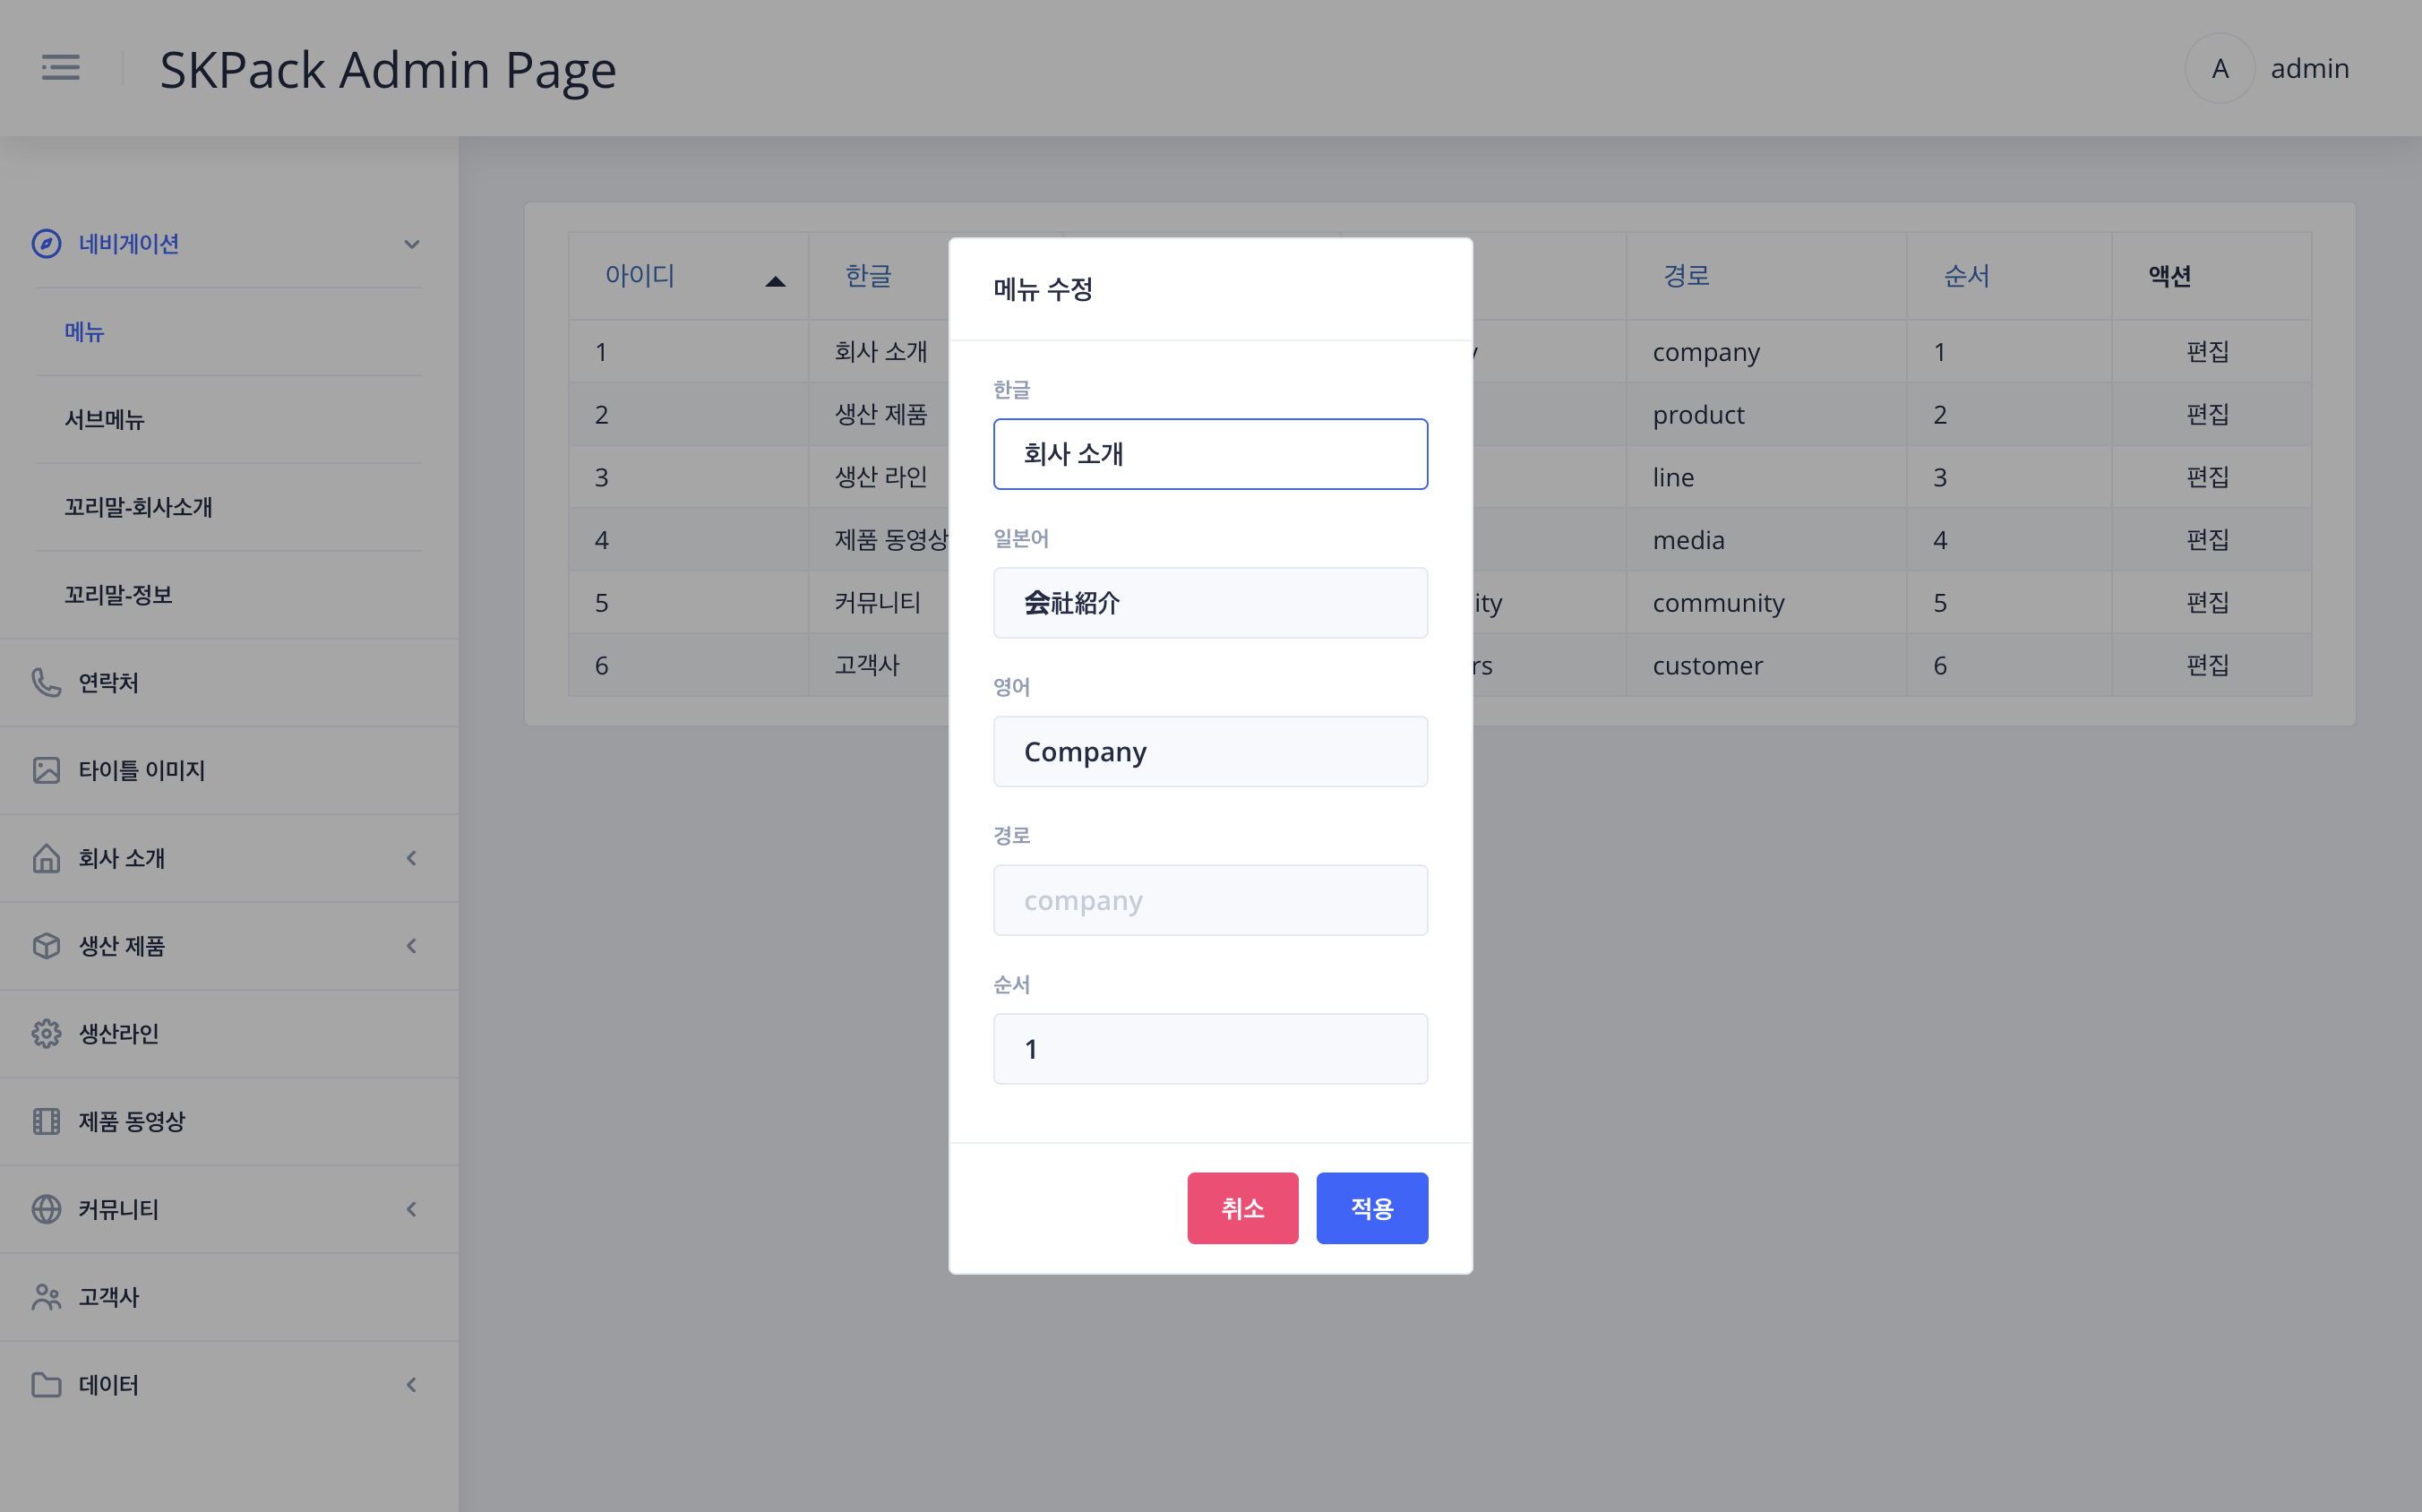 SKPack Admin Page
A admin
네비게이션
메뉴
서브메뉴
꼬리말-회사소개
꼬리말-정보
연락처
타이틀 이미지
회사 소개
생산 제품
생산라인
제품 동영상
커뮤니티
고객사
데이터
아이디 한글 경로 순서 액션
1 회사 소개 company 1 편집
2 생산 제품 product 2 편집
3 생산 라인 line 3 편집
4 제품 동영상 media 4 편집
5 커뮤니티 community 5 편집
6 고객사 customer 6 편집
메뉴 수정
한글
회사 소개
일본어
会社紹介
영어
Company
경로
company
순서
1
취소 적용